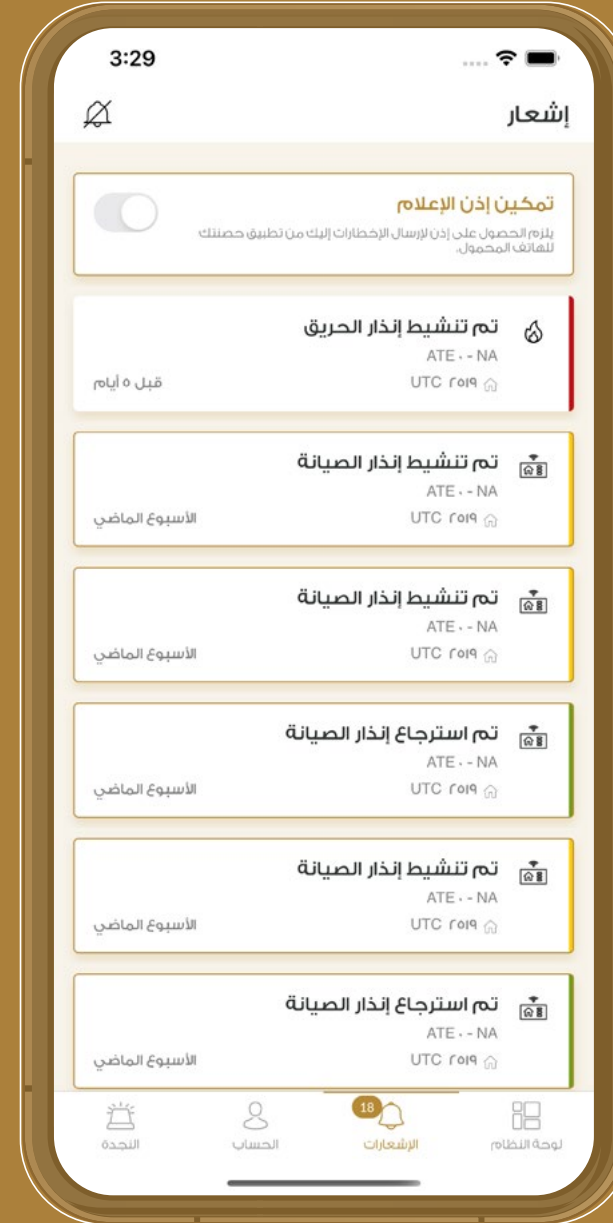 3:29
إشعار
تمكين إذن الإعلام
يلزم الحصول على إذن لإرسال الإخطارات إليك من تطبيق حصنتك
للهاتف المحمول.
تم تنشيط إنذار الحريق
ATE٠ - NA
UTC ٢٥١٩
قبل ٥ أيام
تم تنشيط إنذار الصيانة
ATE٠ - NA
UTC ٢٥١٩
الأسبوع الماضي
تم تنشيط إنذار الصيانة
ATE٠ - NA
UTC ٢٥١٩
الأسبوع الماضي
تم استرجاع إنذار الصيانة
ATE٠ - NA
UTC ٢٥١٩
الأسبوع الماضي
تم تنشيط إنذار الصيانة
ATE٠ - NA
UTC ٢٥١٩
الأسبوع الماضي
تم استرجاع إنذار الصيانة
ATE٠ - NA
UTC ٢٥١٩
الأسبوع الماضي
لوحة النظام
18
الإشعارات
الحساب
النجدة